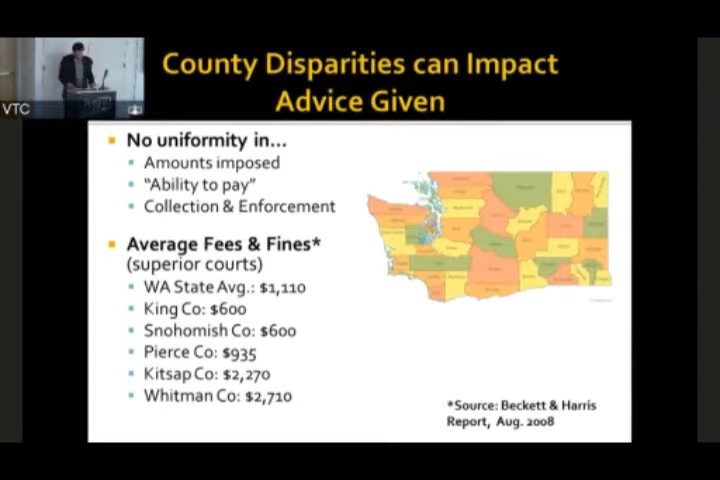 County Disparities can Impact
Advice Given
VTC
No uniformity in...
Amounts imposed
"Ability to pay"
Collection & Enforcement
Average Fees & Fines*
(superior courts)
WA State Avg.: $1,110
King Co: $600
Snohomish Co: $600
Pierce Co: $935
Kitsap Co: $2,270
Whitman Co: $2,710
*Source: Beckett & Harris
Report, Aug. 2008